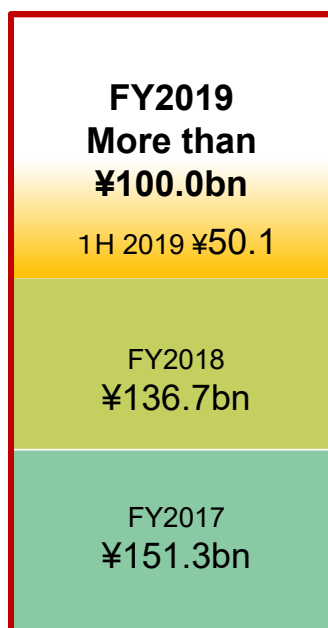 FY2019
More than
¥100.0bn
1H 2019 ¥50.1
FY2018
¥136.7bn
FY2017
¥151.3bn